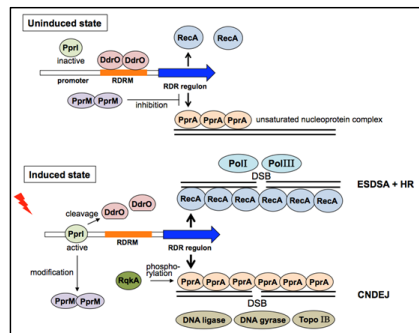 Uninduced state
PprI
inactive
DdrO DdrO
RecA RecA
promoter RDRM RDR regulon
PprM PprM
inhibition
PprA PprA PprA
unsaturated nucleoprotein complex
Induced state
PolI PolIII
DSB
RecA RecA RecA RecA RecA RecA
ESDSA + HR
DdrO DdrO
cleavage
PprI
active
RDRM RDR regulon
modification
RqkA
phospho-
rylation
PprA PprA PprA PprA PprA PprA
DSB
CNDEJ
PprM PprM
DNA ligase DNA gyrase Topo IB